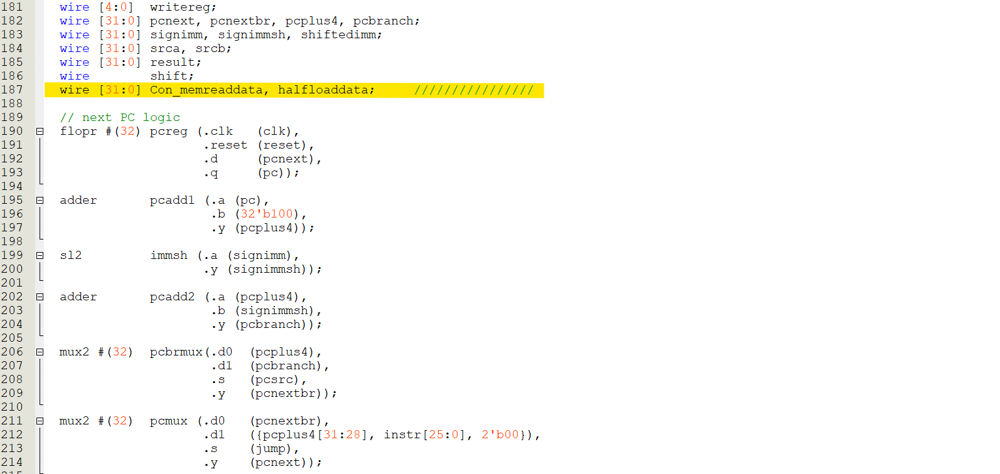 181 wire [4:0]  writereg;
182 wire [31:0] pcnext, pcnextbr, pcplus4, pcbranch;
183 wire [31:0] signimm, signimmsh, shiftedimm;
184 wire [31:0] srca, srcb;
185 wire [31:0] result;
186 wire        shift;
187 wire [31:0] Con_memreaddata, halfloaddata;     ////////////////
188
189 // next PC logic
190 flopr #(32) pcreg (.clk   (clk),
191                    .reset (reset),
192                    .d     (pcnext),
193                    .q     (pc));
194
195 adder       pcadd1 (.a (pc),
196                     .b (32'b100),
197                     .y (pcplus4));
198
199 sl2         immsh (.a (signimm),
200                    .y (signimmsh));
201
202 adder       pcadd2 (.a (pcplus4),
203                     .b (signimmsh),
204                     .y (pcbranch));
205
206 mux2 #(32)  pcbrmux(.d0  (pcplus4),
207                     .d1  (pcbranch),
208                     .s   (pcsrc),
209                     .y   (pcnextbr));
210
211 mux2 #(32)  pcmux (.d0   (pcnextbr),
212                    .d1   ({pcplus4[31:28], instr[25:0], 2'b00}),
213                    .s    (jump),
214                    .y    (pcnext));